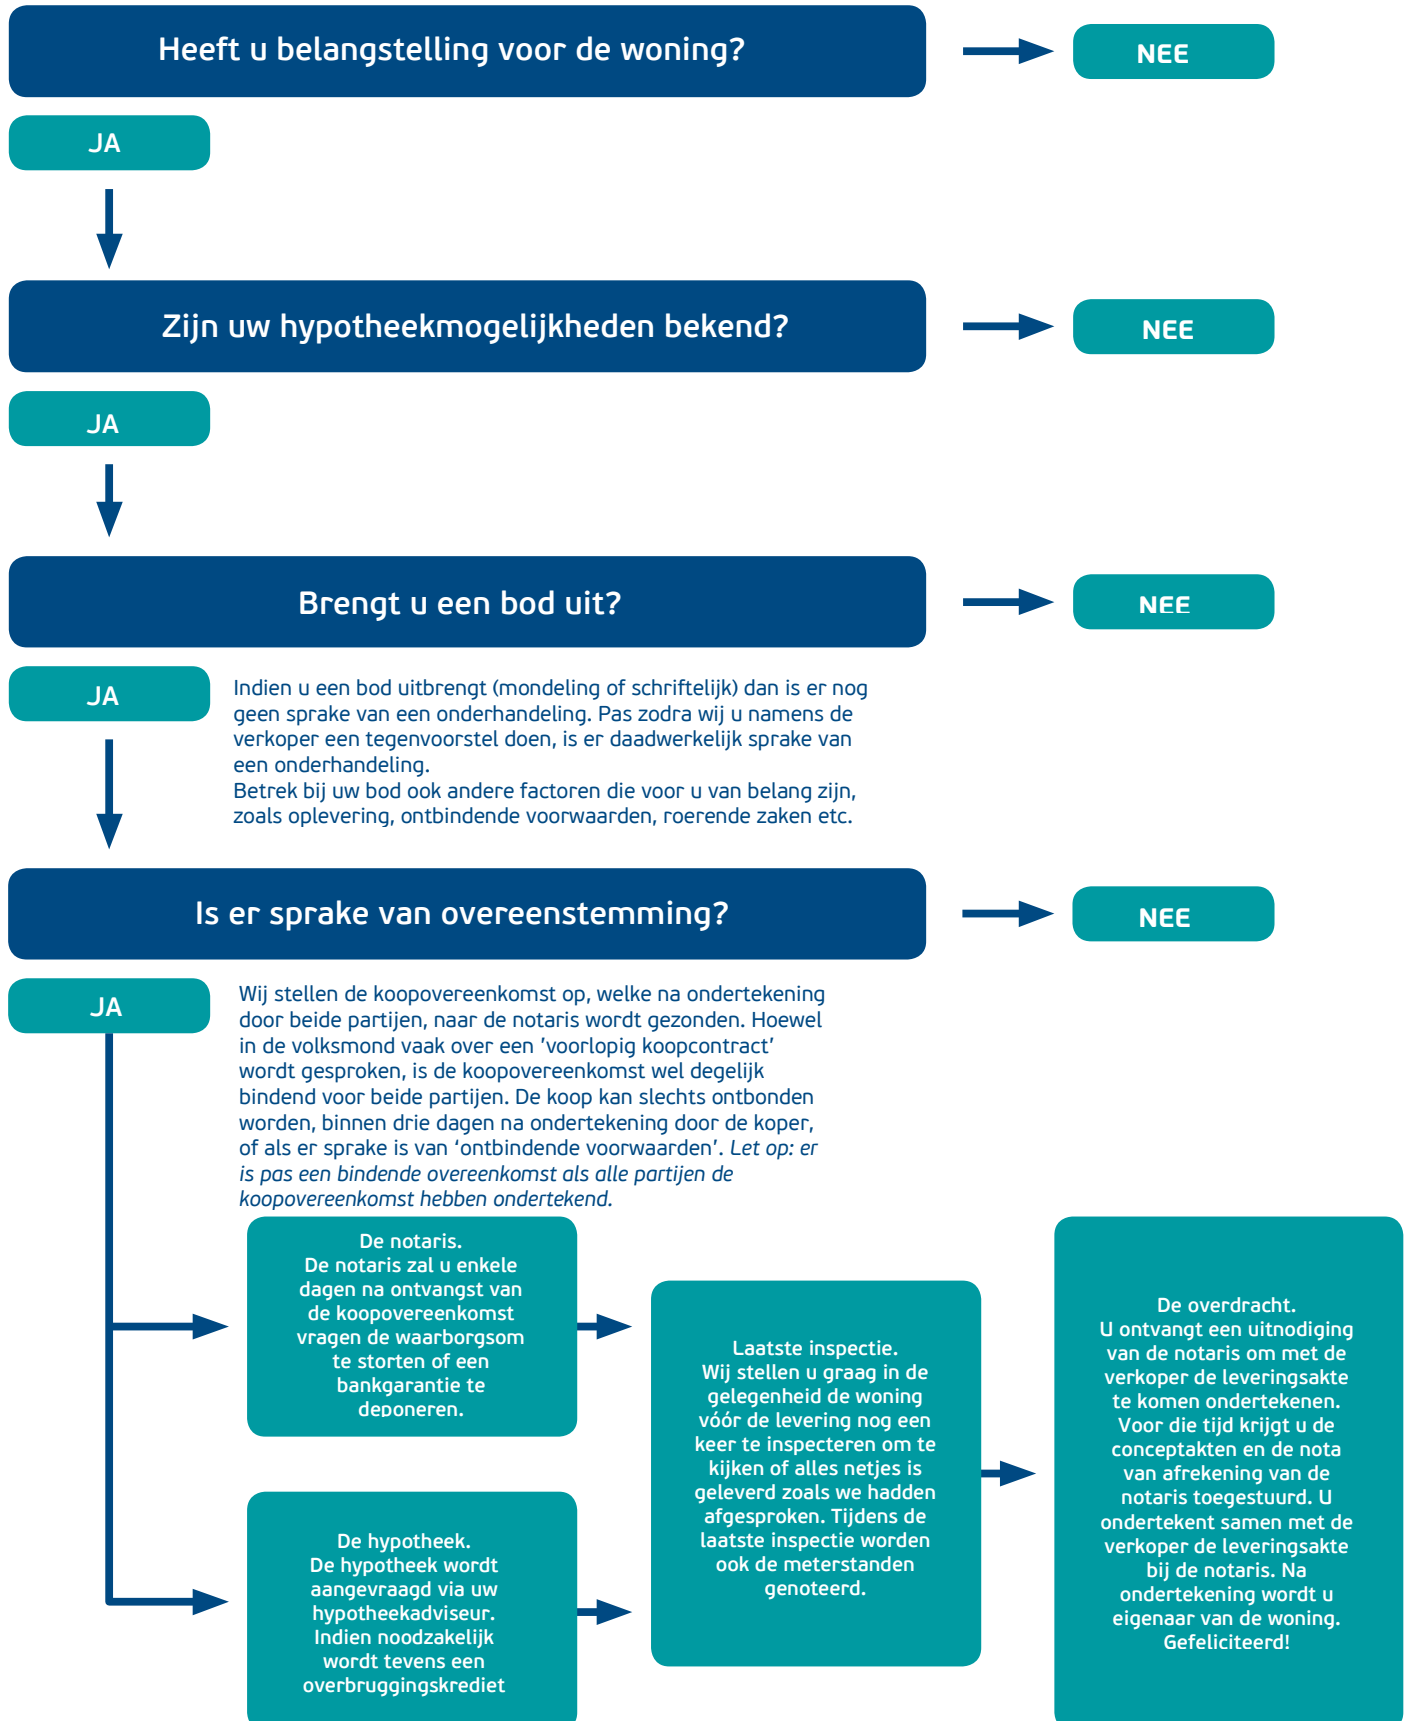 Heeft u belangstelling voor de woning?
NEE
JA
Zijn uw hypotheekmogelijkheden bekend?
NEE
JA
Brengt u een bod uit?
NEE
JA
Indien u een bod uitbrengt (mondeling of schriftelijk) dan is er nog
geen sprake van een onderhandeling. Pas zodra wij u namens de
verkoper een tegenvoorstel doen, is er daadwerkelijk sprake van
een onderhandeling.
Betrek bij uw bod ook andere factoren die voor u van belang zijn,
zoals oplevering, ontbindende voorwaarden, roerende zaken etc.
Is er sprake van overeenstemming?
NEE
JA
Wij stellen de koopovereenkomst op, welke na ondertekening
door beide partijen, naar de notaris wordt gezonden. Hoewel
in de volksmond vaak over een 'voorlopig koopcontract'
wordt gesproken, is de koopovereenkomst wel degelijk
bindend voor beide partijen. De koop kan slechts ontbonden
worden, binnen drie dagen na ondertekening door de koper,
of als er sprake is van ‘ontbindende voorwaarden’. Let op: er
is pas een bindende overeenkomst als alle partijen de
koopovereenkomst hebben ondertekend.
De notaris.
De notaris zal u enkele
dagen na ontvangst van
de koopovereenkomst
vragen de waarborgsom
te storten of een
bankgarantie te
deponeren.
De hypotheek.
De hypotheek wordt
aangevraagd via uw
hypotheekadviseur.
Indien noodzakelijk
wordt tevens een
overbruggingskrediet
Laatste inspectie.
Wij stellen u graag in de
gelegenheid de woning
vóór de levering nog een
keer te inspecteren om te
kijken of alles netjes is
geleverd zoals we hadden
afgesproken. Tijdens de
laatste inspectie worden
ook de meterstanden
genoteerd.
De overdracht.
U ontvangt een uitnodiging
van de notaris om met de
verkoper de leveringsakte
te komen ondertekenen.
Voor die tijd krijgt u de
conceptakten en de nota
van afrekening van de
notaris toegestuurd. U
ondertekent samen met de
verkoper de leveringsakte
bij de notaris. Na
ondertekening wordt u
eigenaar van de woning.
Gefeliciteerd!